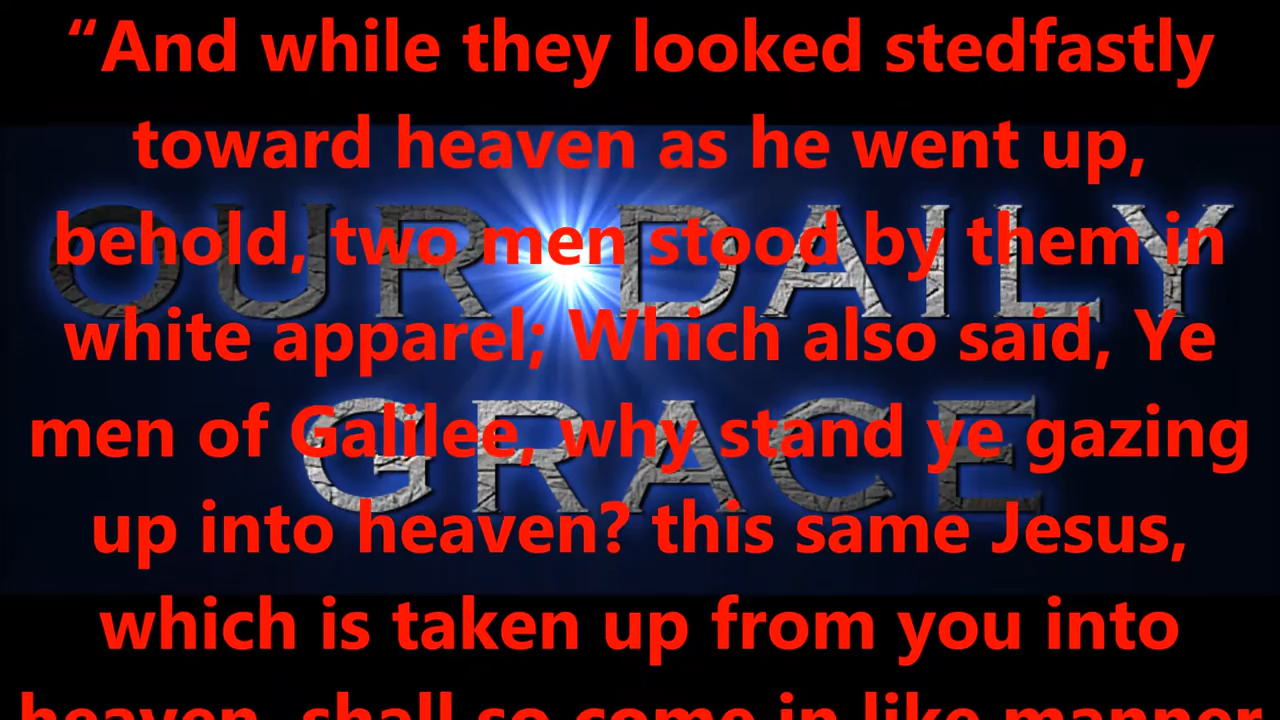 “And while they looked stedfastly
toward heaven as he went up,
behold, two men stood by them in
white apparel; Which also said, Ye
men of Galilee, why stand ye gazing
up into heaven? this same Jesus,
which is taken up from you into
heaven, shall so come in like manner
OUR DAILY
GRACE